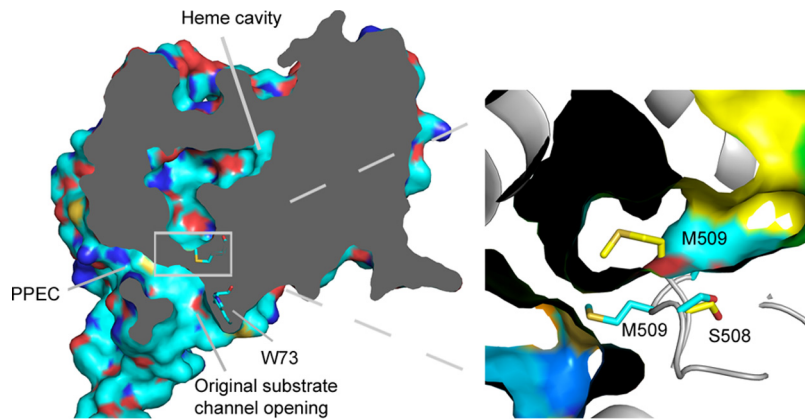 Heme cavity
PPEC
W73
Original substrate
channel opening
M509
M509
S508